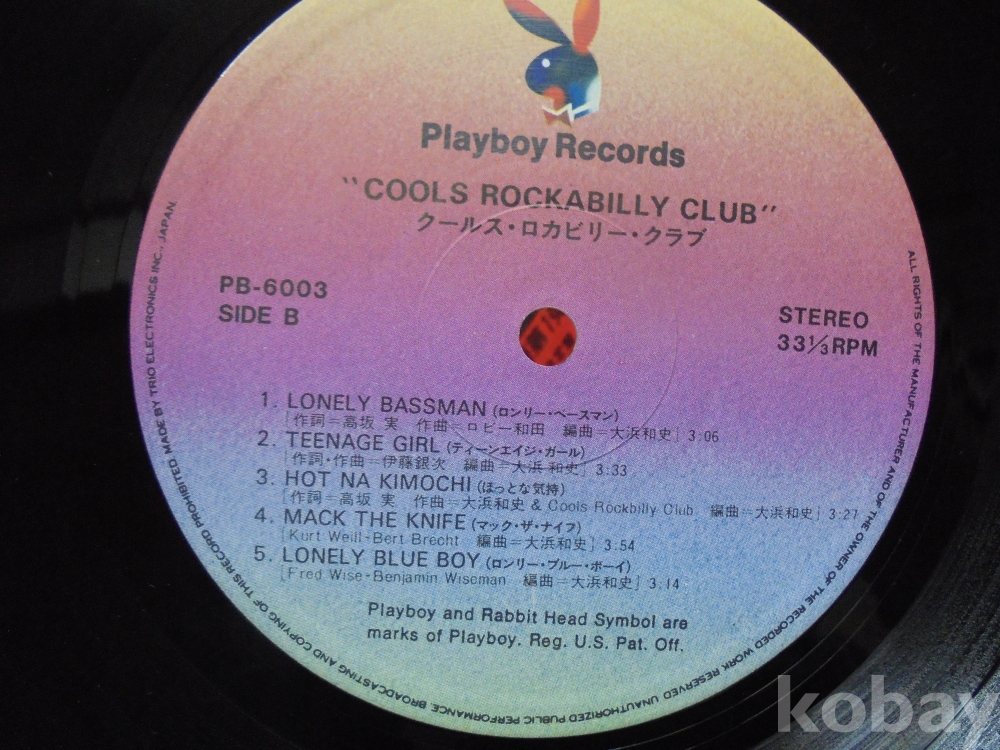 Playboy Records
"COOLS ROCKABILLY CLUB"
クールス・ロカビリー・クラブ
PB-6003
SIDE B
STEREO
33⅓RPM
1. LONELY BASSMAN (ロンリー・ベースマン)
[作詞=高坂 実 作曲=ロビー和田 編曲=大浜和史] 3:06
2. TEENAGE GIRL (ティーンエイジ・ガール)
[作詞・作曲=伊藤銀次 編曲=大浜和史] 3:33
3. HOT NA KIMOCHI (ほっとな気持)
[作詞=高坂 実 作曲=大浜和史 & Cools Rockbilly Club 編曲=大浜和史] 3:27
4. MACK THE KNIFE (マック・ザ・ナイフ)
[Kurt Weill-Bert Brecht 編曲=大浜和史] 3:54
5. LONELY BLUE BOY (ロンリー・ブルー・ボーイ)
[Fred Wise-Benjamin Wiseman 編曲=大浜和史] 3:14
Playboy and Rabbit Head Symbol are
marks of Playboy. Reg. U.S. Pat. Off.
ALL RIGHTS OF THE MANUFACTURER AND OF THE OWNER OF THE RECORDED WORK RESERVED. UNAUTHORIZED PUBLIC PERFORMANCE, BROADCASTING AND COPYING OF THIS RECORD PROHIBITED. MADE BY TRIO ELECTRONICS INC., JAPAN.
kobay